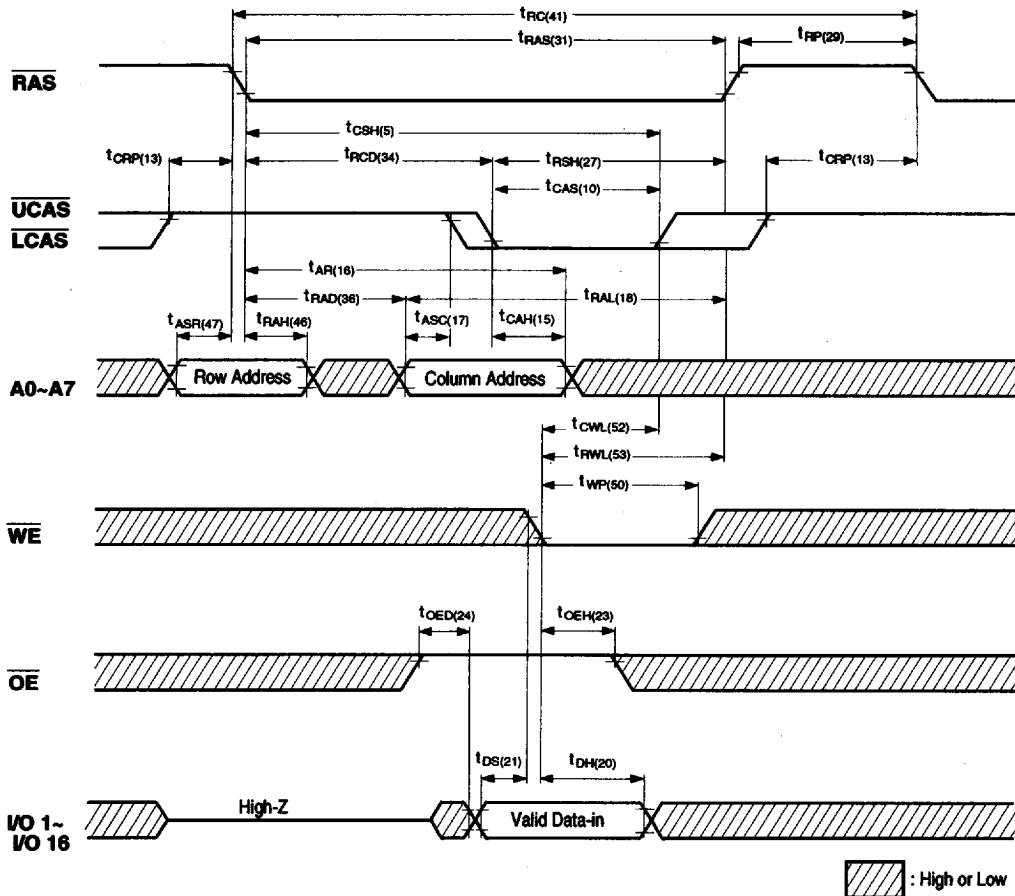 tRC(41)
tRAS(31)
tRP(29)
RAS
tCSH(5)
tCRP(13)
tRCD(34)
tRSH(27)
tCRP(13)
tCAS(10)
UCAS
LCAS
tAR(16)
tRAD(36)
tRAL(18)
tASR(47)
tRAH(46)
tASC(17)
tCAH(15)
A0~A7
Row Address
Column Address
tCWL(52)
tRWL(53)
tWP(50)
WE
tOED(24)
tOEH(23)
OE
tDS(21)
tDH(20)
I/O 1~
I/O 16
High-Z
Valid Data-in
: High or Low